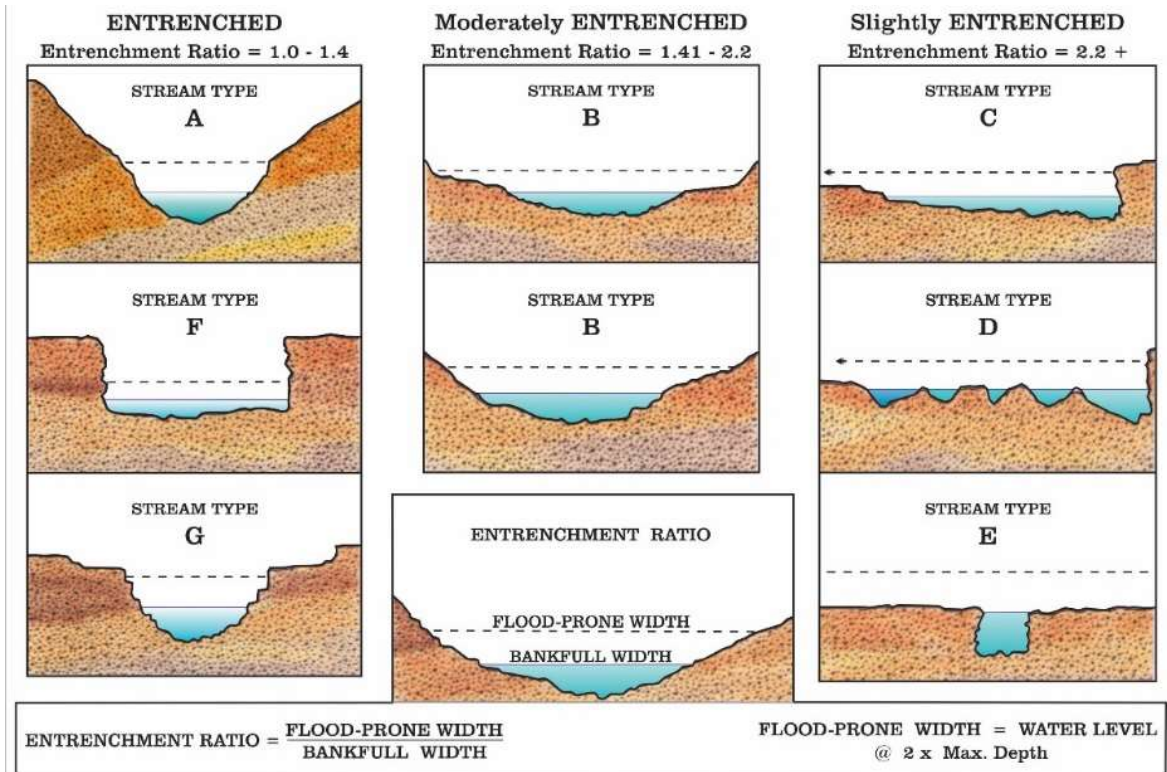 ENTRENCHED
Entrenchment Ratio = 1.0 - 1.4
Moderately ENTRENCHED
Entrenchment Ratio = 1.41 - 2.2
Slightly ENTRENCHED
Entrenchment Ratio = 2.2 +
STREAM TYPE
A
STREAM TYPE
B
STREAM TYPE
C
STREAM TYPE
F
STREAM TYPE
B
STREAM TYPE
D
STREAM TYPE
G
STREAM TYPE
E
ENTRENCHMENT RATIO
FLOOD-PRONE WIDTH
BANKFULL WIDTH
ENTRENCHMENT RATIO = FLOOD-PRONE WIDTH
BANKFULL WIDTH
FLOOD-PRONE WIDTH = WATER LEVEL
@ 2 x Max. Depth